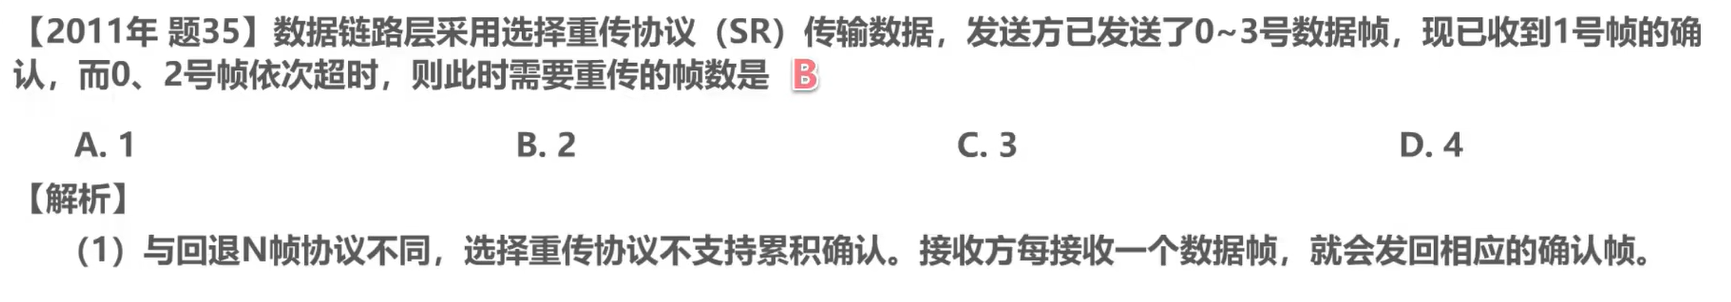 【2011年 题35】数据链路层采用选择重传协议（SR）传输数据，发送方已发送了0~3号数据帧，现已收到1号帧的确
认，而0、2号帧依次超时，则此时需要重传的帧数是 B
A. 1 B. 2 C. 3 D. 4
【解析】
（1）与回退N帧协议不同，选择重传协议不支持累积确认。接收方每接收一个数据帧，就会发回相应的确认帧。